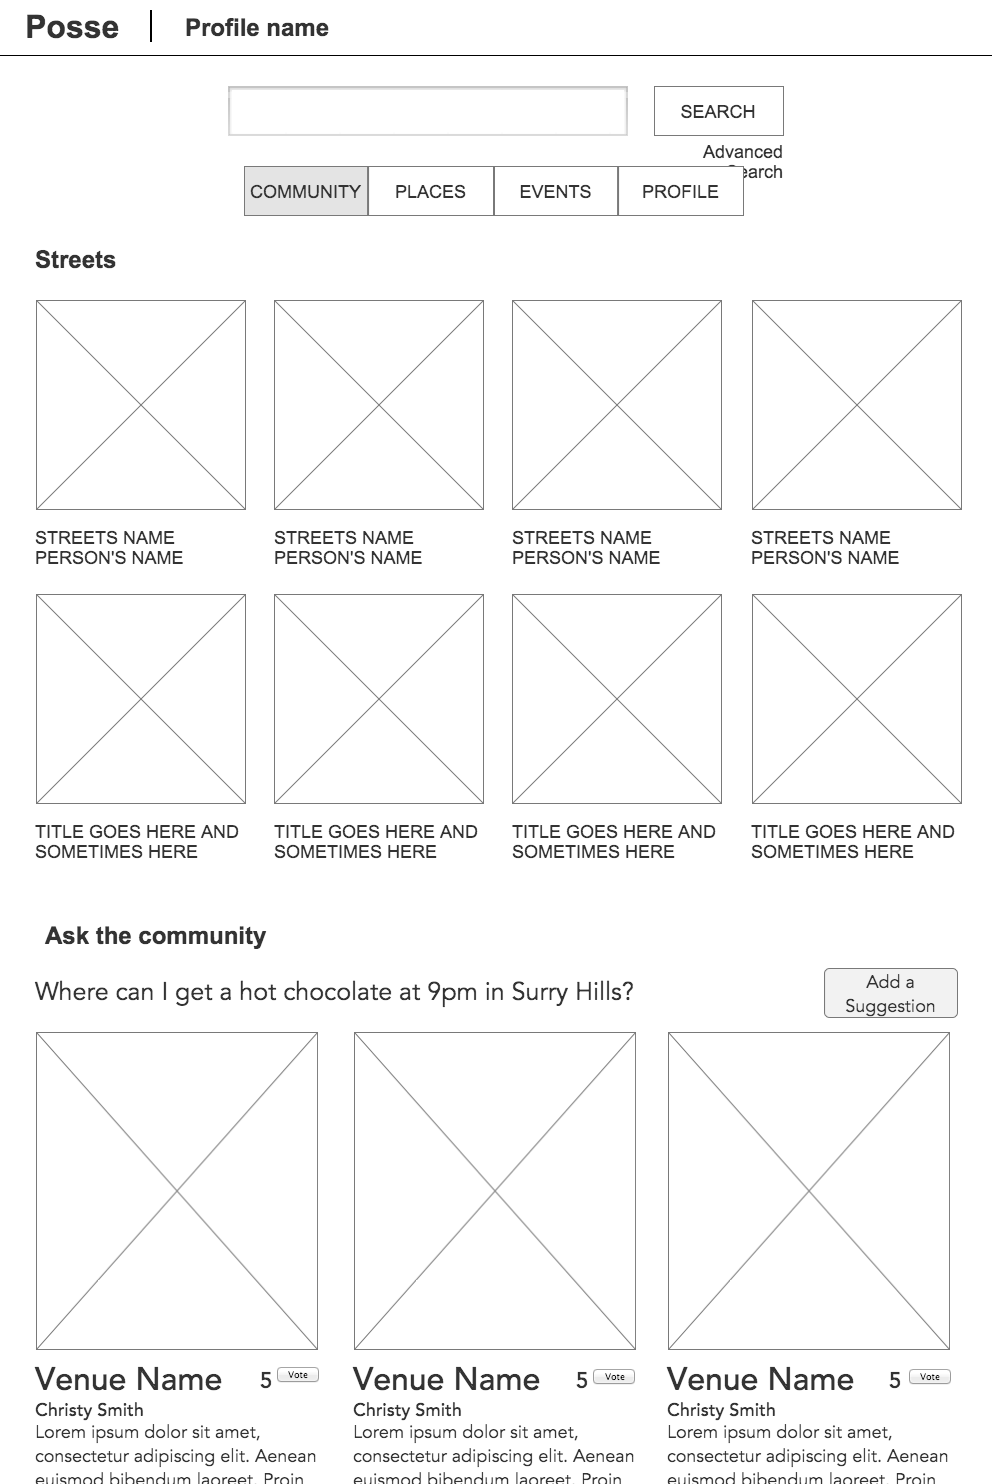 Posse
Profile name
SEARCH
Advanced
Search
COMMUNITY
PLACES
EVENTS
PROFILE
Streets
STREETS NAME
PERSON'S NAME
STREETS NAME
PERSON'S NAME
STREETS NAME
PERSON'S NAME
STREETS NAME
PERSON'S NAME
TITLE GOES HERE AND
SOMETIMES HERE
TITLE GOES HERE AND
SOMETIMES HERE
TITLE GOES HERE AND
SOMETIMES HERE
TITLE GOES HERE AND
SOMETIMES HERE
Ask the community
Where can I get a hot chocolate at 9pm in Surry Hills?
Add a
Suggestion
Venue Name 5 Vote
Christy Smith
Lorem ipsum dolor sit amet,
consectetur adipiscing elit. Aenean
euismod bibendum laoreet. Proin
Venue Name 5 Vote
Christy Smith
Lorem ipsum dolor sit amet,
consectetur adipiscing elit. Aenean
euismod bibendum laoreet. Proin
Venue Name 5 Vote
Christy Smith
Lorem ipsum dolor sit amet,
consectetur adipiscing elit. Aenean
euismod bibendum laoreet. Proin